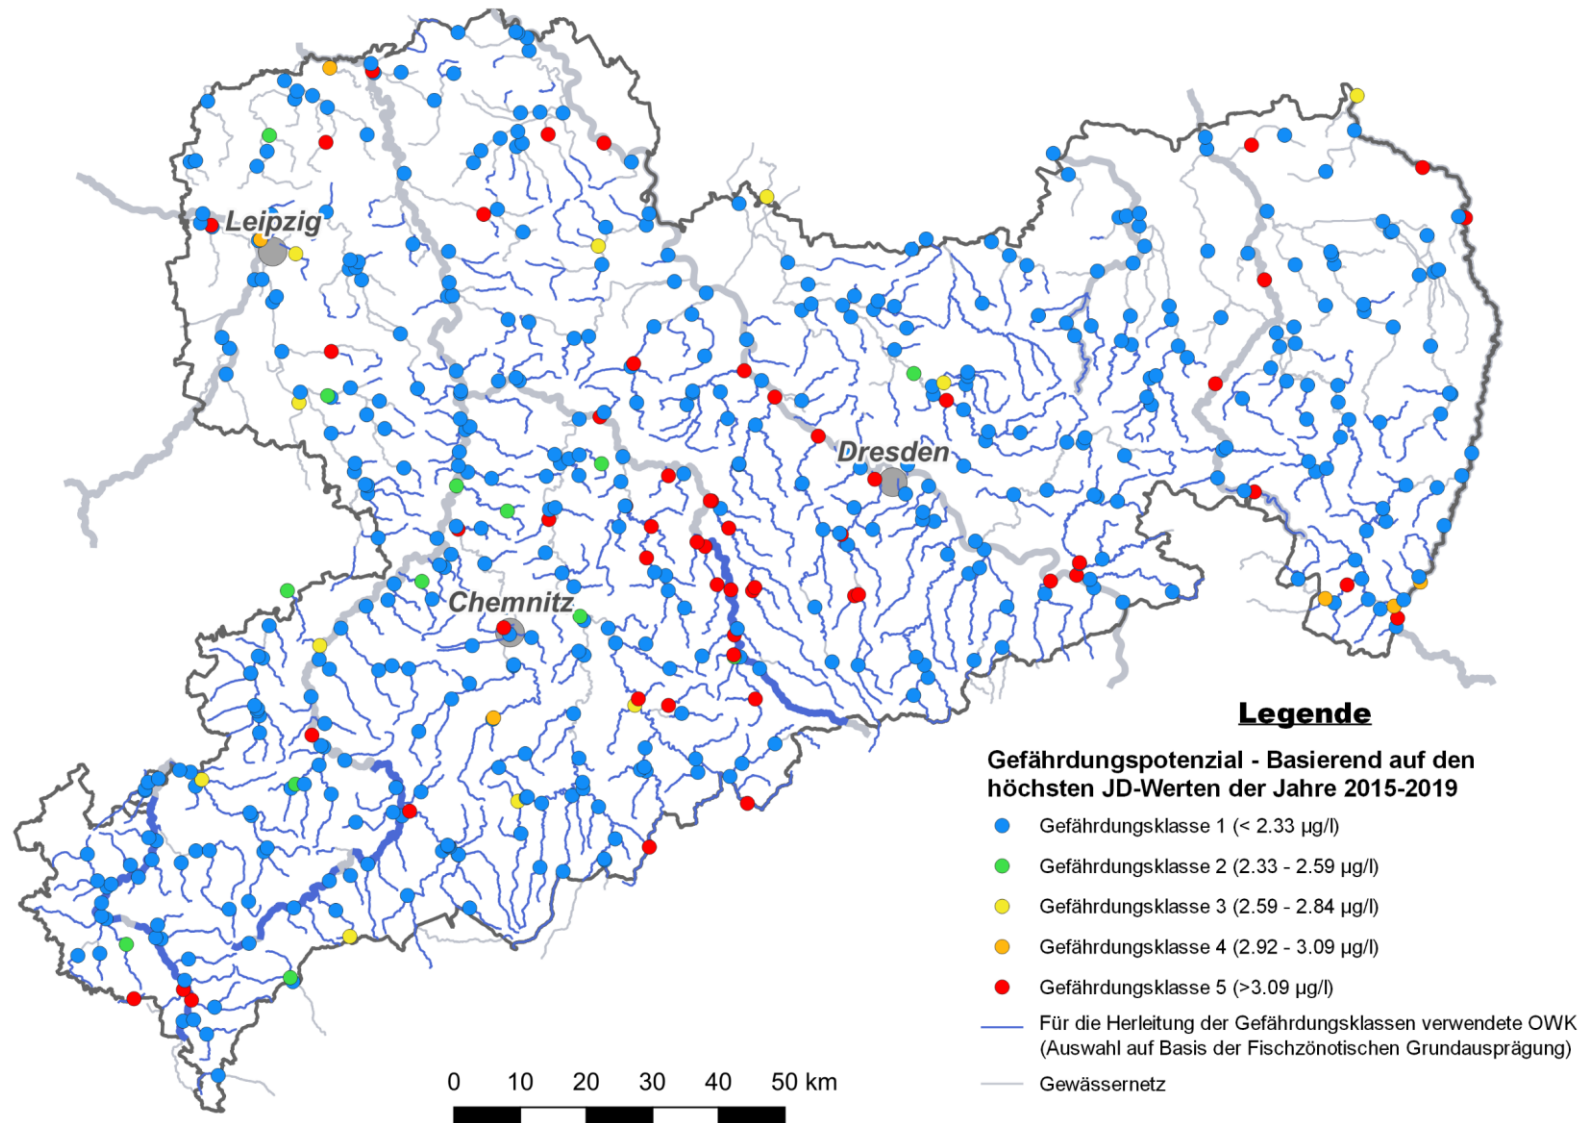 Leipzig
Dresden
Chemnitz
Legende
Gefährdungspotenzial - Basierend auf den
höchsten JD-Werten der Jahre 2015-2019
Gefährdungsklasse 1 (< 2.33 µg/l)
Gefährdungsklasse 2 (2.33 - 2.59 µg/l)
Gefährdungsklasse 3 (2.59 - 2.84 µg/l)
Gefährdungsklasse 4 (2.92 - 3.09 µg/l)
Gefährdungsklasse 5 (>3.09 µg/l)
Für die Herleitung der Gefährdungsklassen verwendete OWK
(Auswahl auf Basis der Fischzönotischen Grundausprägung)
Gewässernetz
0 10 20 30 40 50 km